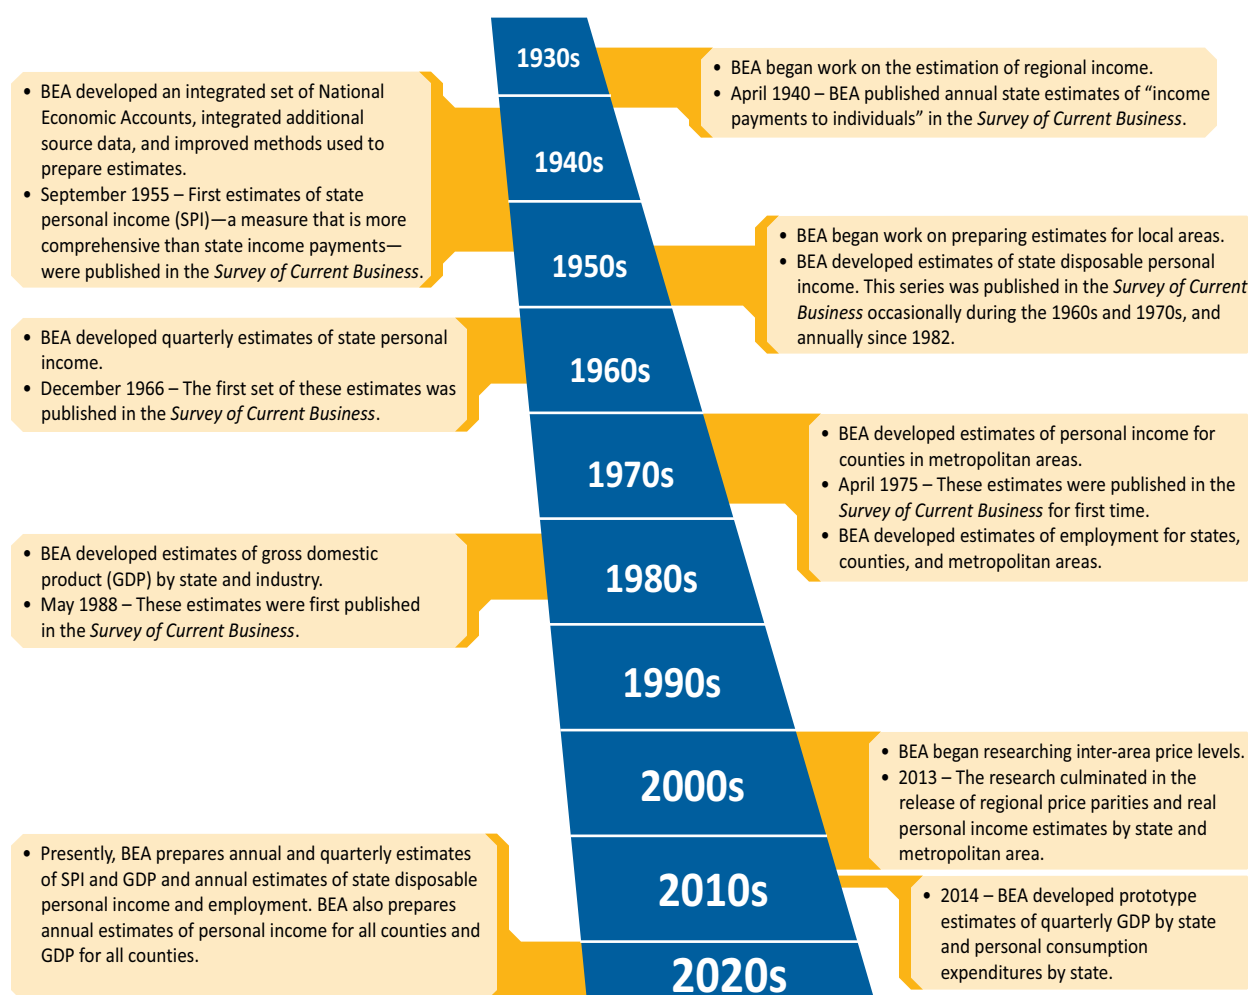 1930s
• BEA began work on the estimation of regional income.
• April 1940 – BEA published annual state estimates of “income
payments to individuals” in the Survey of Current Business.
• BEA developed an integrated set of National
Economic Accounts, integrated additional
source data, and improved methods used to
prepare estimates.
• September 1955 – First estimates of state
personal income (SPI)—a measure that is more
comprehensive than state income payments—
were published in the Survey of Current Business.
1940s
1950s
• BEA began work on preparing estimates for local areas.
• BEA developed estimates of state disposable personal
income. This series was published in the Survey of Current
Business occasionally during the 1960s and 1970s, and
annually since 1982.
• BEA developed quarterly estimates of state personal
income.
• December 1966 – The first set of these estimates was
published in the Survey of Current Business.
1960s
1970s
• BEA developed estimates of personal income for
counties in metropolitan areas.
• April 1975 – These estimates were published in the
Survey of Current Business for first time.
• BEA developed estimates of employment for states,
counties, and metropolitan areas.
• BEA developed estimates of gross domestic
product (GDP) by state and industry.
• May 1988 – These estimates were first published
in the Survey of Current Business.
1980s
1990s
2000s
• BEA began researching inter-area price levels.
• 2013 – The research culminated in the
release of regional price parities and real
personal income estimates by state and
metropolitan area.
2010s
• 2014 – BEA developed prototype
estimates of quarterly GDP by state
and personal consumption
expenditures by state.
• Presently, BEA prepares annual and quarterly estimates
of SPI and GDP and annual estimates of state disposable
personal income and employment. BEA also prepares
annual estimates of personal income for all counties and
GDP for all counties.
2020s